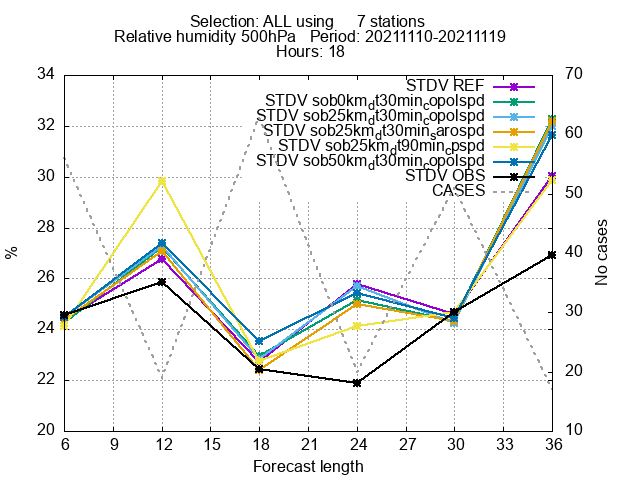 Selection: ALL using 7 stations
Relative humidity 500hPa Period: 20211110-20211119
Hours: 18
34 70
STDV REF
STDV sob0km_dt30min_copolspd
STDV sob25km_dt30min_copolspd
32 60
STDV sob25km_dt30min_sarospd
STDV sob25km_dt90min_cpspd
STDV sob50km_dt30min_copolspd
30 STDV OBS
CASES 50
28
% 40 No cases
26
30
24
22 20
20 10
6 9 12 15 18 21 24 27 30 33 36
Forecast length